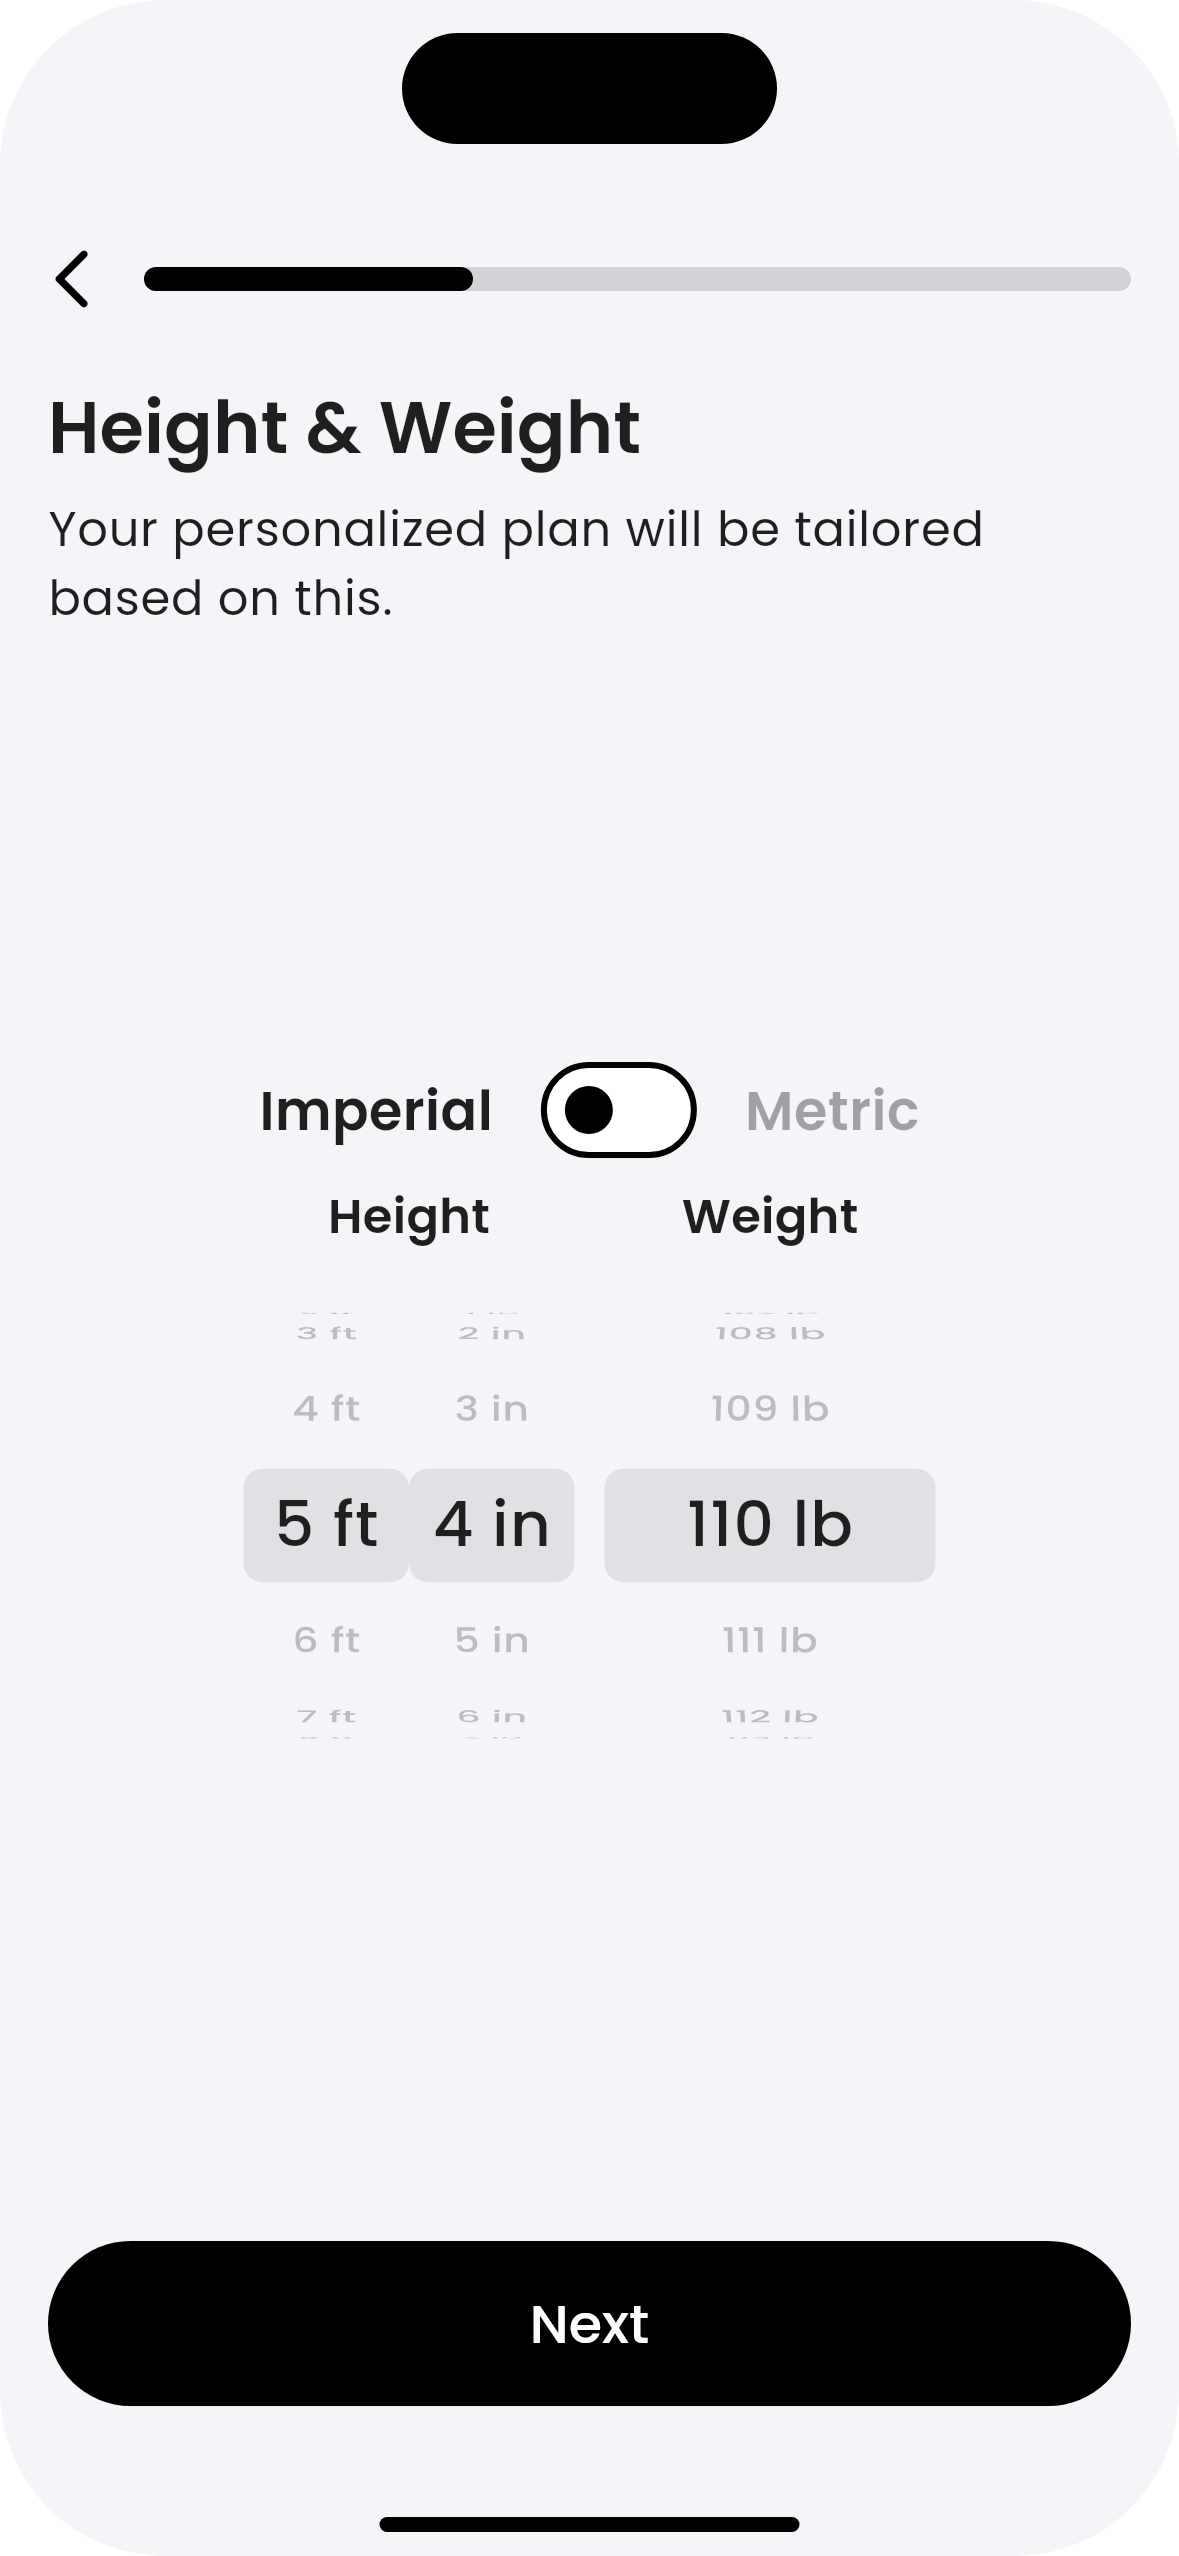 Height & Weight
Your personalized plan will be tailored
based on this.
Imperial Metric
Height Weight
3 ft 2 in 108 lb
4 ft 3 in 109 lb
5 ft 4 in 110 lb
6 ft 5 in 111 lb
7 ft 6 in 112 lb
Next